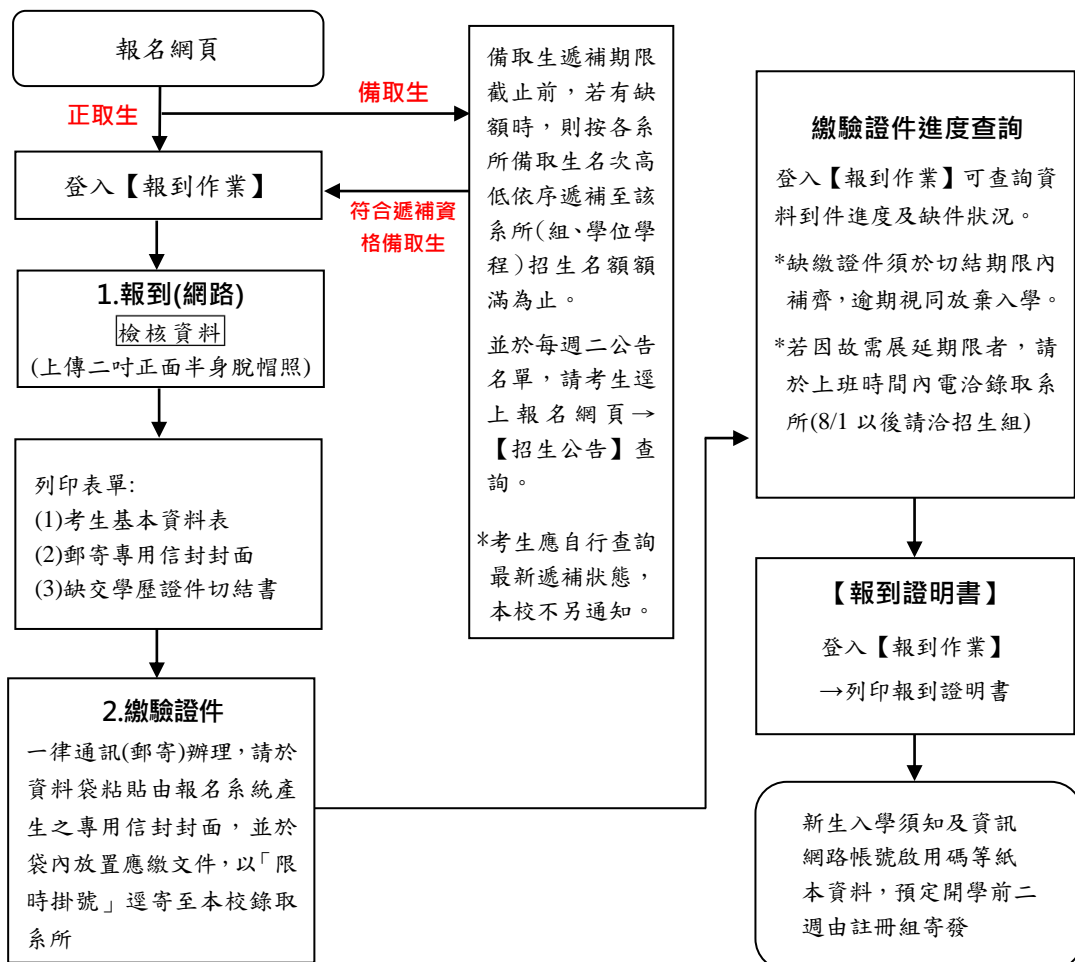 報名網頁
正取生
備取生
登入【報到作業】
符合遞補資
格備取生
1.報到(網路)
檢核資料
(上傳二吋正面半身脫帽照)
列印表單:
(1)考生基本資料表
(2)郵寄專用信封封面
(3)缺交學歷證件切結書
2.繳驗證件
一律通訊(郵寄)辦理，請於
資料袋粘貼由報名系統產
生之專用信封封面，並於
袋內放置應繳文件，以「限
時掛號」逕寄至本校錄取
系所
備取生遞補期限
截止前，若有缺
額時，則按各系
所備取生名次高
低依序遞補至該
系所(組、學位學
程)招生名額額
滿為止。
並於每週二公告
名單，請考生逕
上報名網頁→
【招生公告】查
詢。
*考生應自行查詢
最新遞補狀態，
本校不另通知。
繳驗證件進度查詢
登入【報到作業】可查詢資
料到件進度及缺件狀況。
*缺繳證件須於切結期限內
補齊，逾期視同放棄入學。
*若因故需展延期限者，請
於上班時間內電洽錄取系
所(8/1 以後請洽招生組)
【報到證明書】
登入【報到作業】
→列印報到證明書
新生入學須知及資訊
網路帳號啟用碼等紙
本資料，預定開學前二
週由註冊組寄發